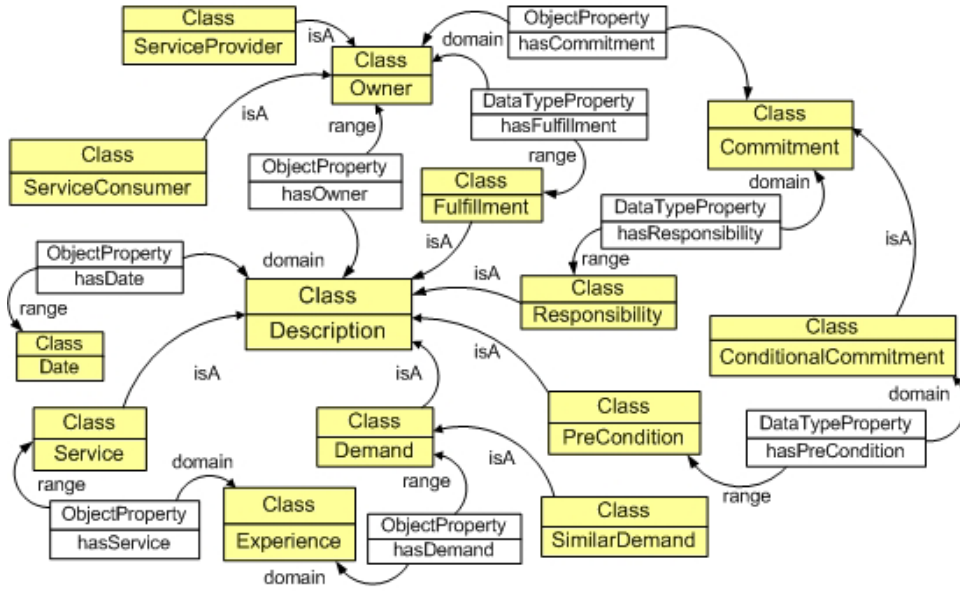 Class
ServiceProvider
isA
Class
Owner
domain
ObjectProperty
hasCommitment
isA
range
DataTypeProperty
hasFulfillment
range
Class
Commitment
domain
Class
ServiceConsumer
ObjectProperty
hasOwner
Class
Fulfillment
isA
DataTypeProperty
hasResponsibility
range
isA
ObjectProperty
hasDate
range
domain
Class
Description
isA
Class
Responsibility
Class
Date
isA
isA
isA
Class
ConditionalCommitment
domain
Class
Service
range
domain
Class
Demand
range
isA
Class
PreCondition
DataTypeProperty
hasPreCondition
range
ObjectProperty
hasService
Class
Experience
domain
ObjectProperty
hasDemand
Class
SimilarDemand